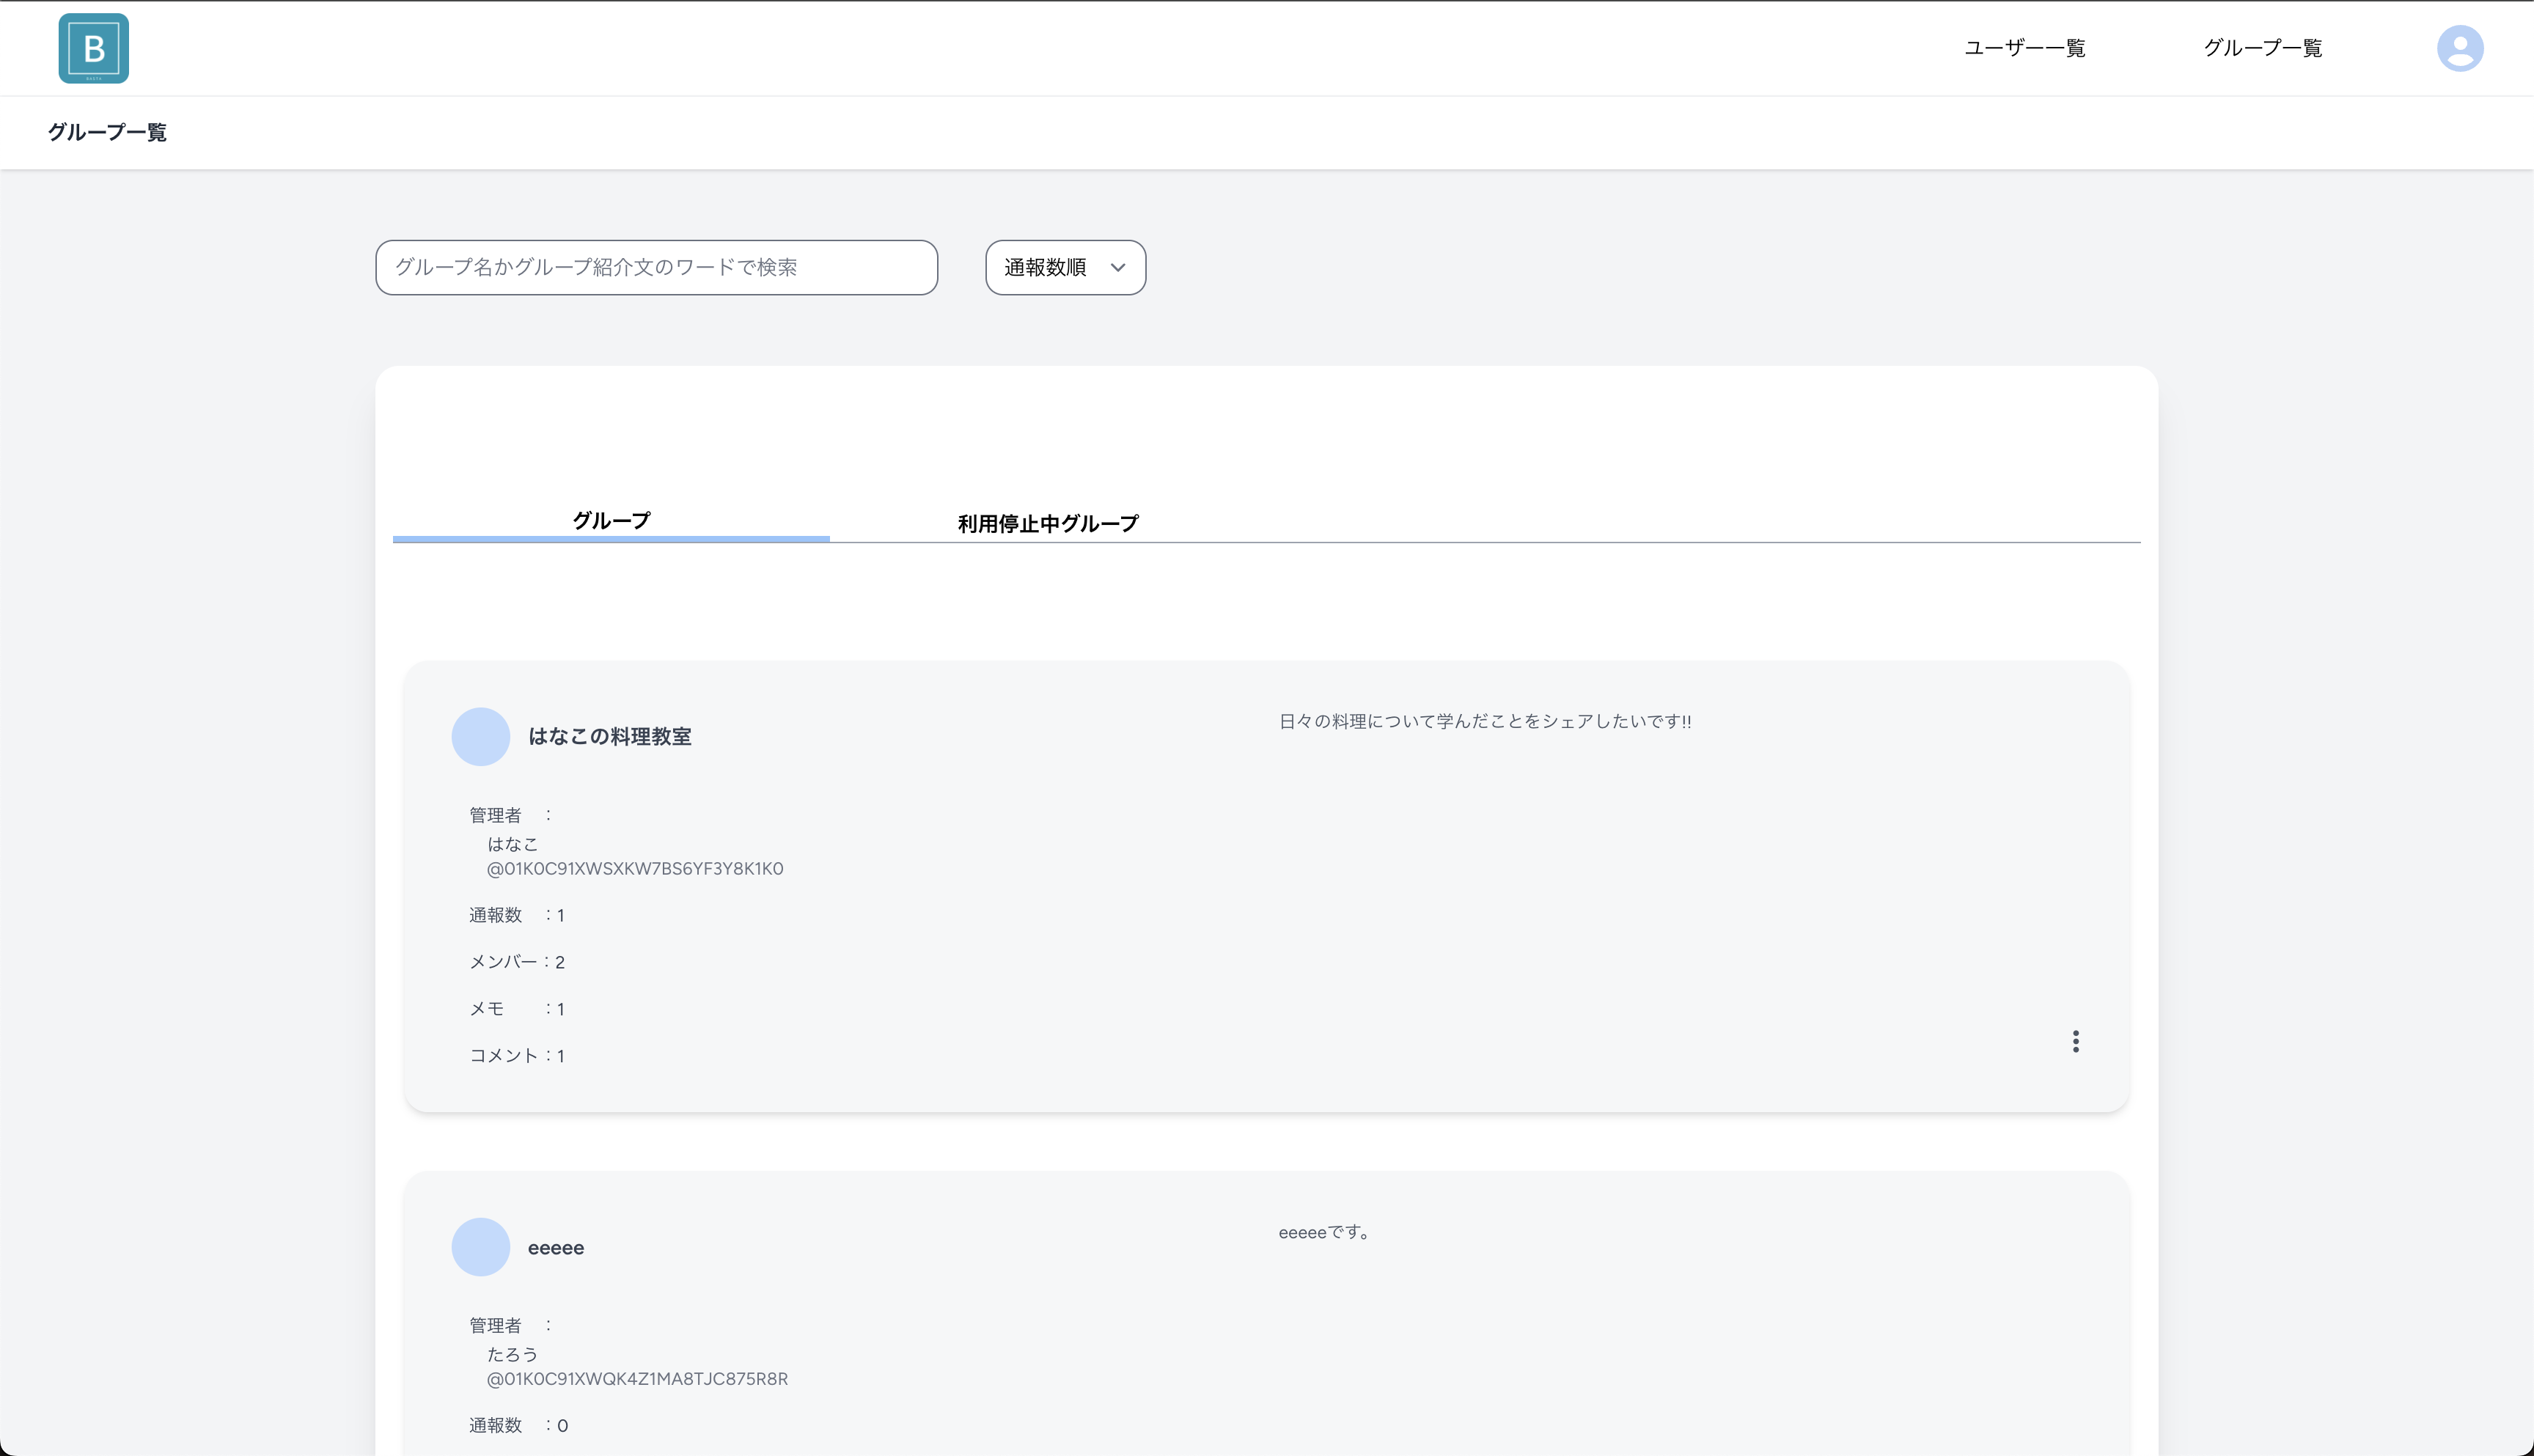 B
ユーザー一覧
グループ一覧
グループ一覧
グループ名かグループ紹介文のワードで検索
通報数順
グループ
利用停止中グループ
はなこの料理教室
日々の料理について学んだことをシェアしたいです!!
管理者 :
はなこ
@01K0C91XWSXKW7BS6YF3Y8K1K0
通報数 :1
メンバー:2
メモ :1
コメント:1
eeeee
eeeeeです。
管理者 :
たろう
@01K0C91XWQK4Z1MA8TJC875R8R
通報数 :0